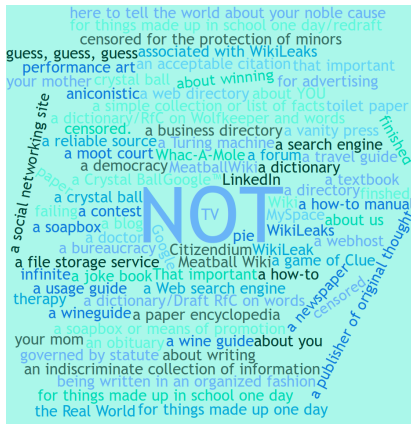 here to tell the world about your noble cause
for things made up in school one day/redraft
censored for the protection of minors
guess, guess, guess associated with WikiLeaks
performance art an acceptable citation that important
your mother crystal ball about winning for advertising
aniconistic a web directory about YOU
a simple collection or list of facts toilet paper
a dictionary/RfC on Wolfkeeper and words
censored. a business directory a vanity press
finished
a reliable source a Turing machine a search engine
a moot court Whac-A-Mole a forum a travel guide
a democracy MeatballWiki a dictionary
paper a Crystal Ball Google LinkedIn a textbook
a social networking site
a crystal ball a directory finshed
failing a contest Wiki a how-to manual
a soapbox a blog NOT TV MySpace about us
a doctor Google pie WikiLeaks
a bureaucracy Citizendium WikiLeak a webhost
a file storage service Meatball Wiki a game of Clue
infinite a joke book That important a how-to
a usage guide a Web search engine
a newspaper censored
a publisher of original thought
therapy a dictionary/Draft RfC on words
a wineguide a paper encyclopedia
a soapbox or means of promotion
your mom an obituary a wine guide about you
governed by statute about writing
an indiscriminate collection of information
being written in an organized fashion
for things made up in school one day
the Real World for things made up one day